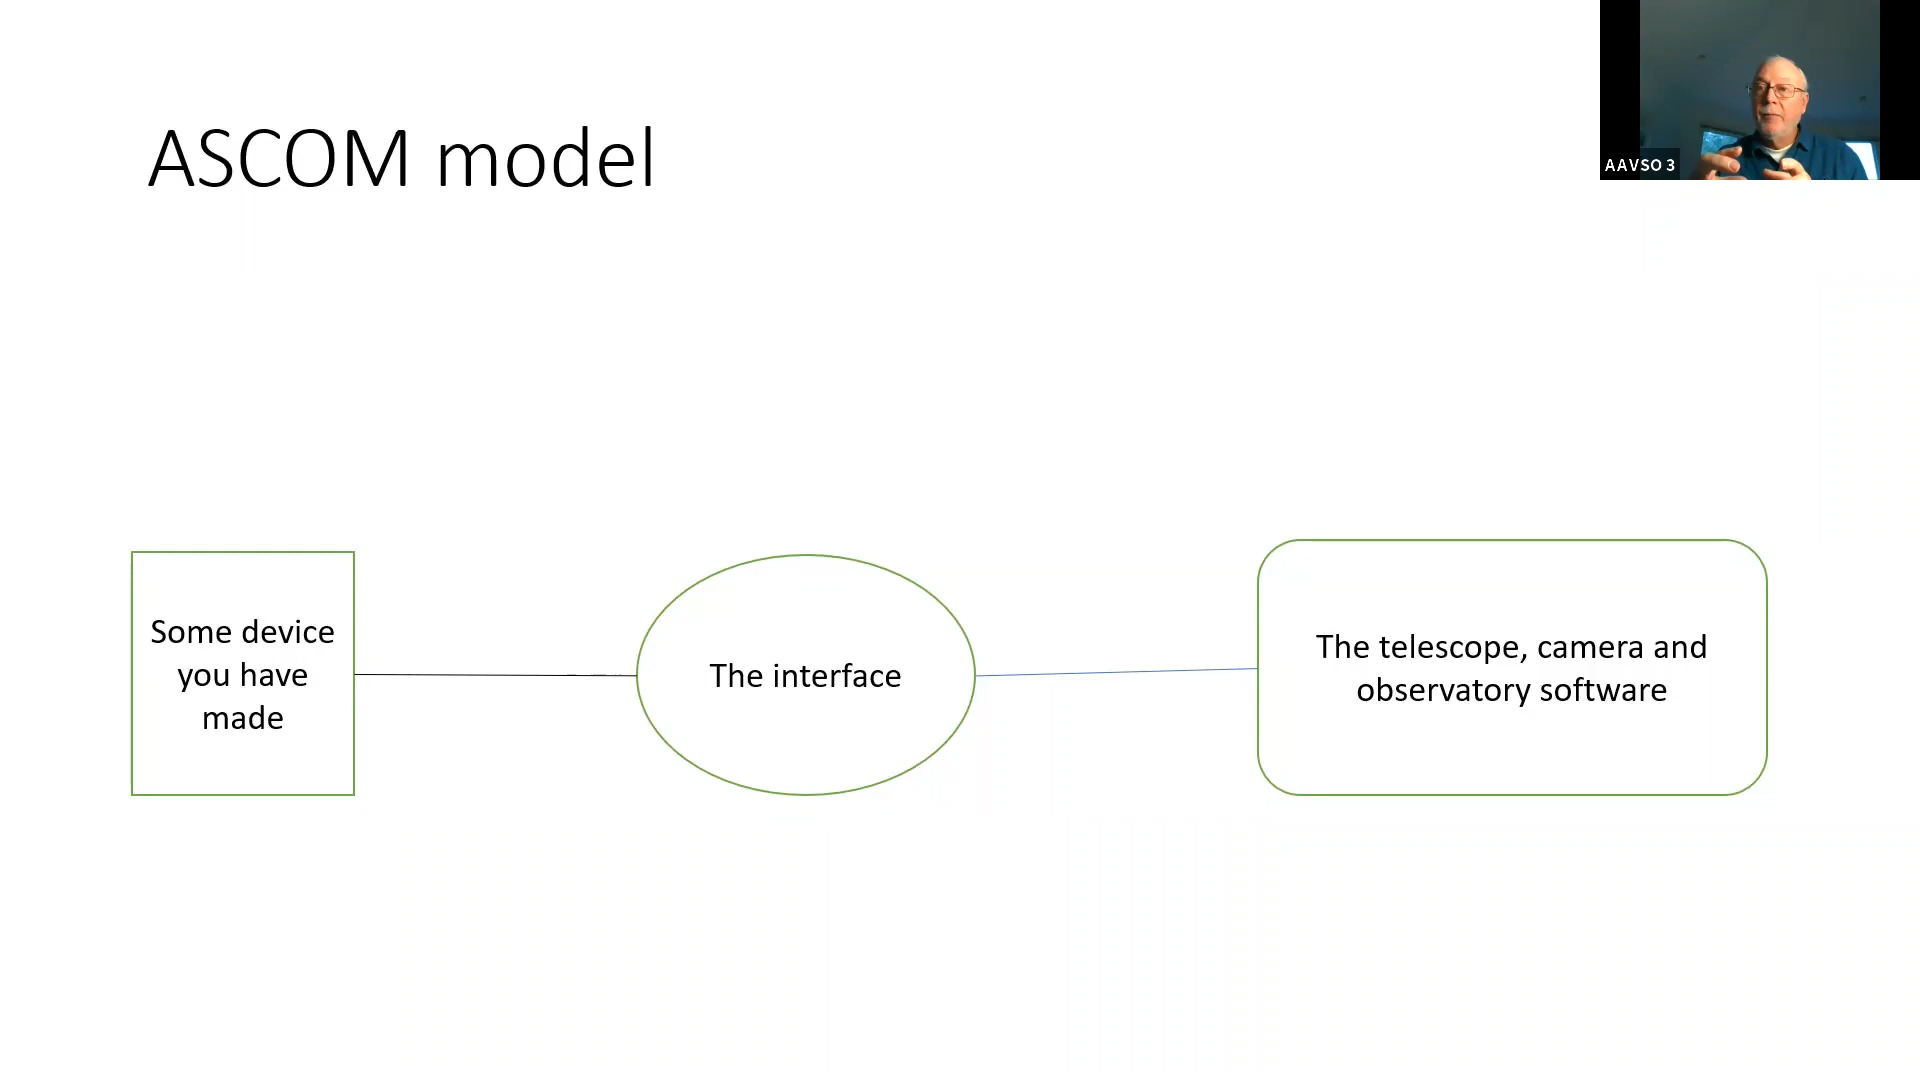 ASCOM model
AAVSO 3
Some device
you have
made
The interface
The telescope, camera and
observatory software